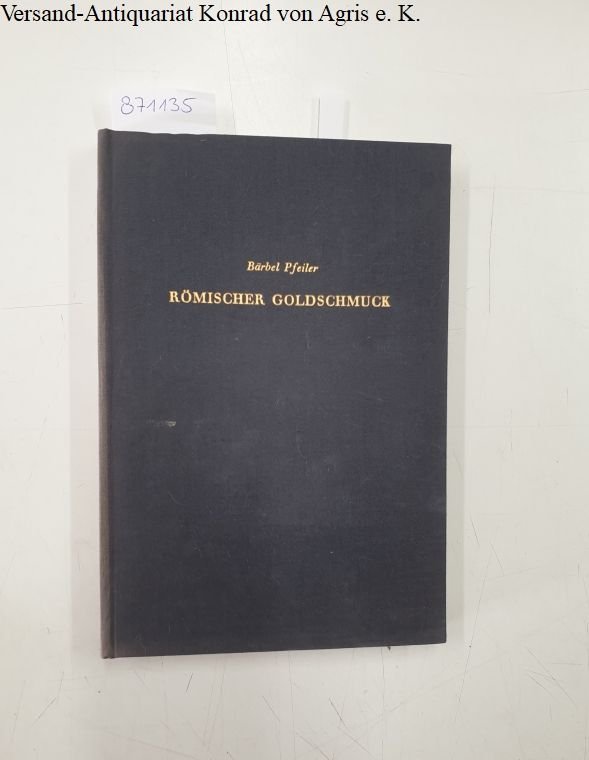 Versand-Antiquariat Konrad von Agris e. K.
871135
Bärbel Pfeiler
RÖMISCHER GOLDSCHMUCK